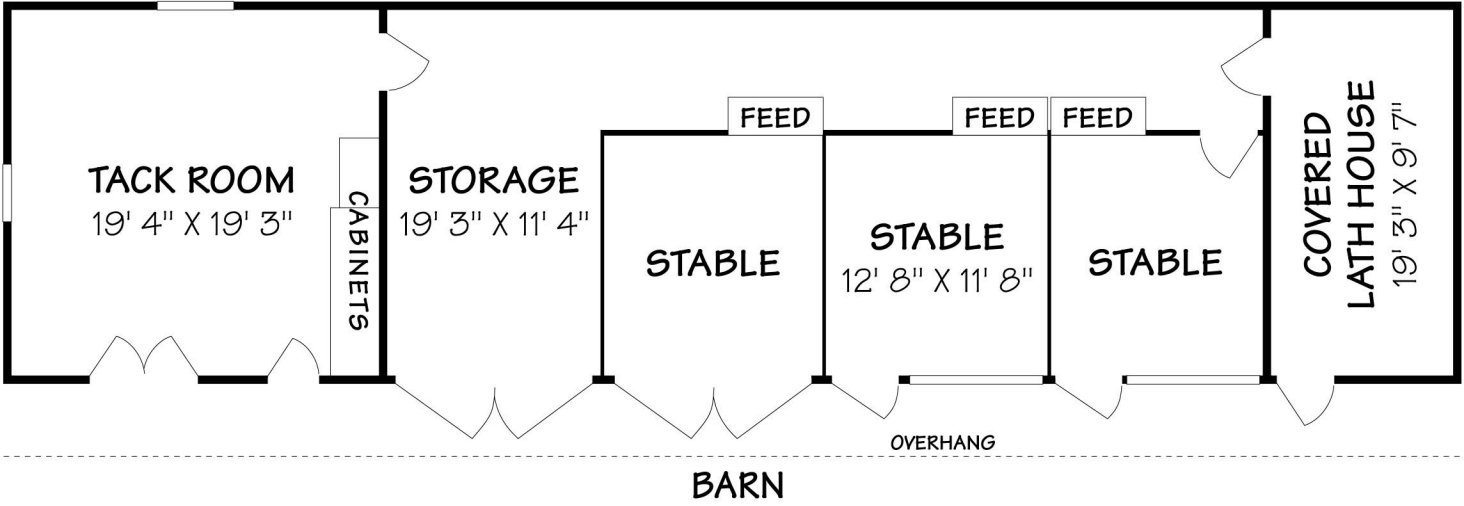 TACK ROOM
19' 4" X 19' 3"
CABINETS
STORAGE
19' 3" X 11' 4"
FEED
STABLE
FEED
STABLE
12' 8" X 11' 8"
FEED
STABLE
COVERED
LATH HOUSE
19' 3" X 9' 7"
OVERHANG
BARN